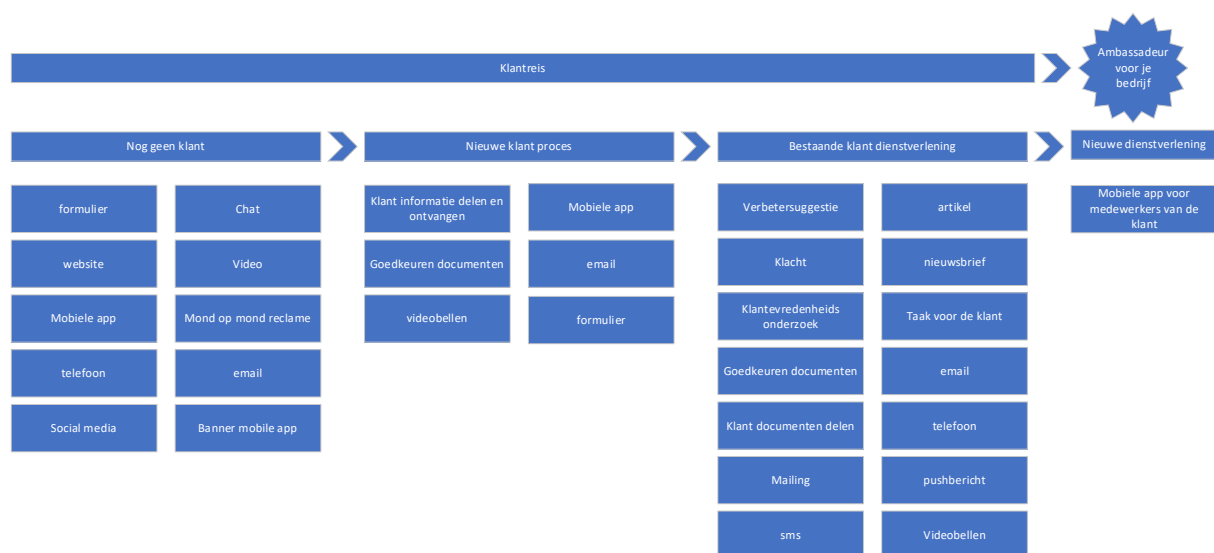 Klantreis
Ambassadeur
voor je
bedrijf
Nog geen klant
Nieuwe klant proces
Bestaande klant dienstverlening
Nieuwe dienstverlening
formulier
Chat
website
Video
Mobiele app
Mond op mond reclame
telefoon
email
Social media
Banner mobile app
Klant informatie delen en
ontvangen
Mobiele app
Goedkeuren documenten
email
videobellen
formulier
Verbetersuggestie
artikel
Klacht
nieuwsbrief
Klantevredenheids
onderzoek
Taak voor de klant
Goedkeuren documenten
email
Klant documenten delen
telefoon
Mailing
pushbericht
sms
Videobellen
Mobiele app voor
medewerkers van de
klant